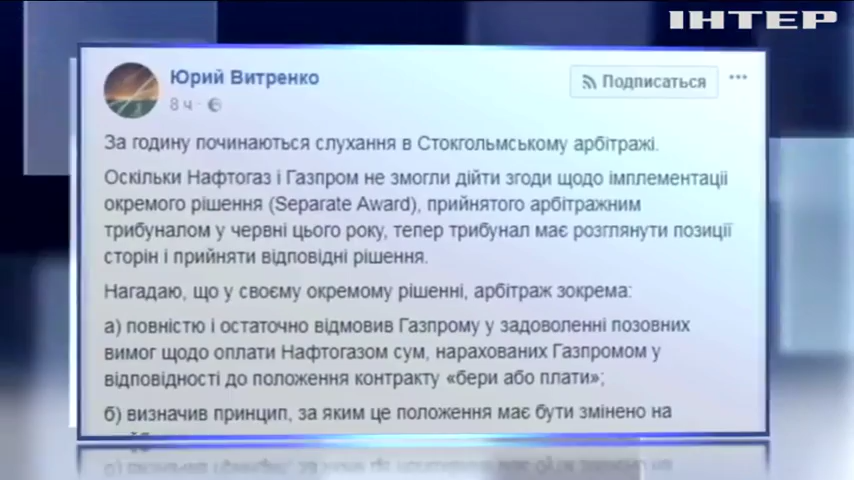 ІНТЕР
Юрий Витренко
Подписаться
8 ч
За годину починаються слухання в Стокгольмському арбітражі.
Оскільки Нафтогаз і Газпром не змогли дійти згоди щодо імплементації
окремого рішення (Separate Award), прийнятого арбітражним
трибуналом у червні цього року, тепер трибунал має розглянути позиції
сторін і прийняти відповідні рішення.
Нагадаю, що у своєму окремому рішенні, арбітраж зокрема:
а) повністю і остаточно відмовив Газпрому у задоволенні позовних
вимог щодо оплати Нафтогазом сум, нарахованих Газпромом у
відповідності до положення контракту «бери або плати»;
б) визначив принцип, за яким це положення має бути змінено на